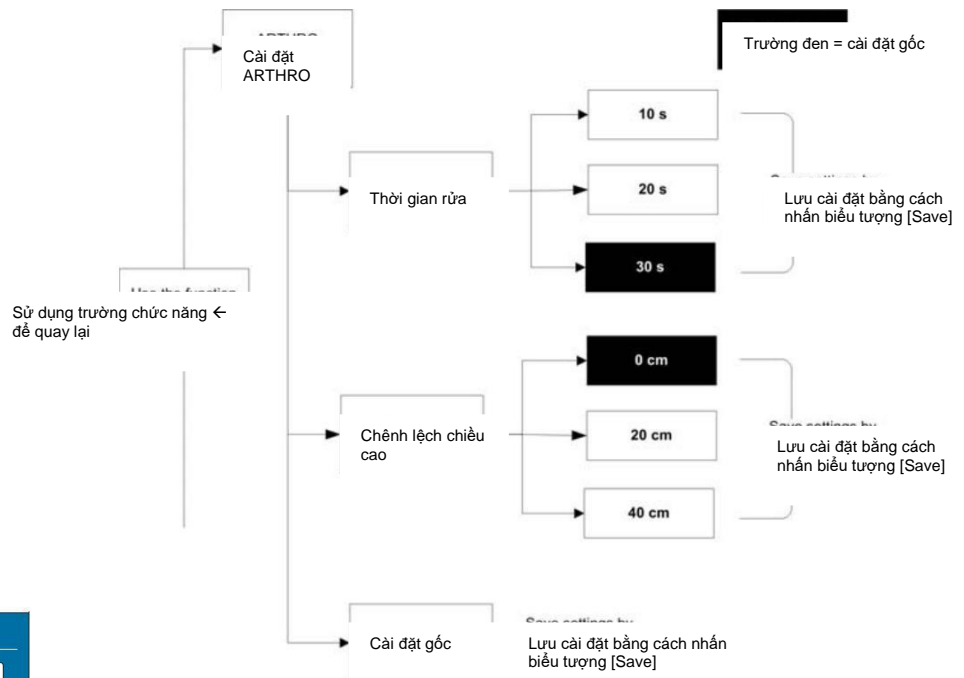 Cài đặt
ARTHRO
Trường đen = cài đặt gốc
10 s
Thời gian rửa
20 s
Lưu cài đặt bằng cách
nhấn biểu tượng [Save]
30 s
Sử dụng trường chức năng ←
để quay lại
0 cm
Chênh lệch chiều
cao
20 cm
Lưu cài đặt bằng cách
nhấn biểu tượng [Save]
40 cm
Cài đặt gốc
Lưu cài đặt bằng cách nhấn
biểu tượng [Save]